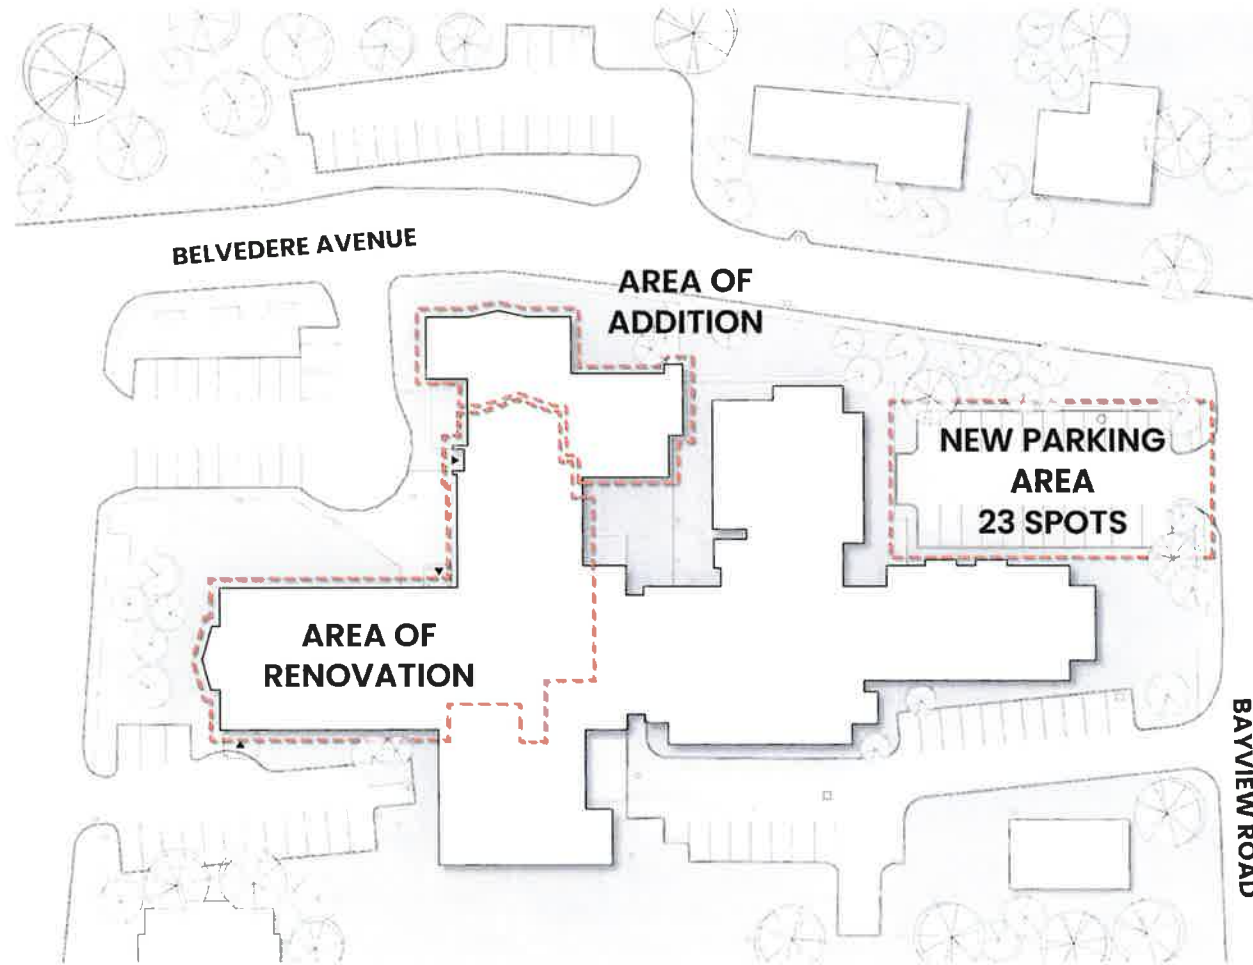 BELVEDERE AVENUE
AREA OF
ADDITION
NEW PARKING
AREA
23 SPOTS
AREA OF
RENOVATION
BAYVIEW ROAD